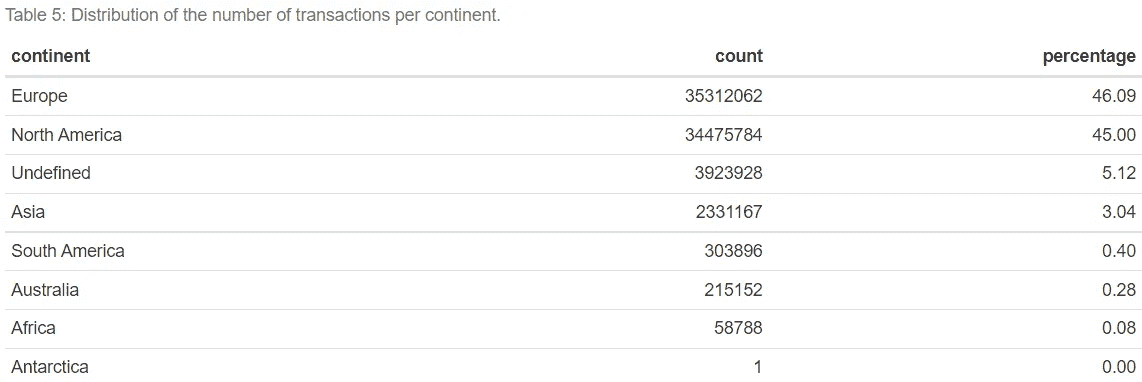 Table 5: Distribution of the number of transactions per continent.
continent count percentage
Europe 35312062 46.09
North America 34475784 45.00
Undefined 3923928 5.12
Asia 2331167 3.04
South America 303896 0.40
Australia 215152 0.28
Africa 58788 0.08
Antarctica 1 0.00